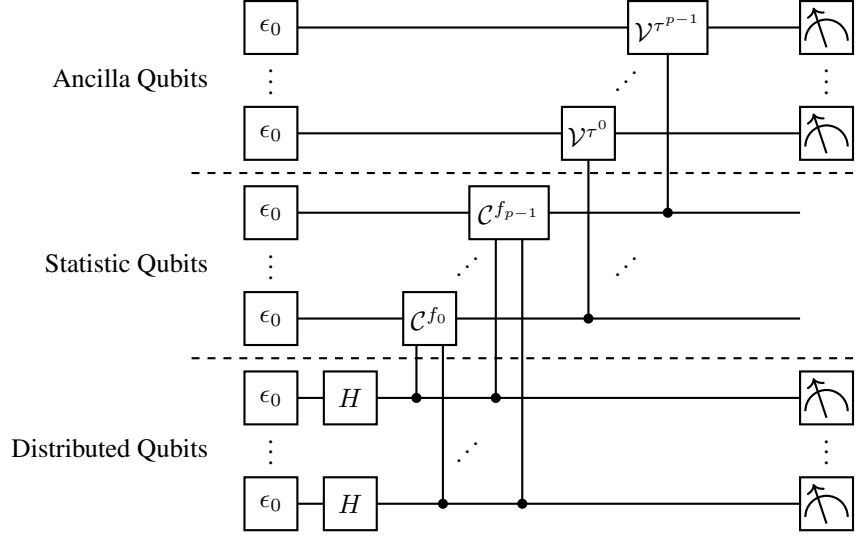 ϵ₀ 𝒱^{τ^{p−1}}
Ancilla Qubits
ϵ₀ 𝒱^{τ^0}
ϵ₀ 𝒞^{f_{p−1}}
Statistic Qubits
ϵ₀ 𝒞^{f_0}
ϵ₀ H
Distributed Qubits
ϵ₀ H